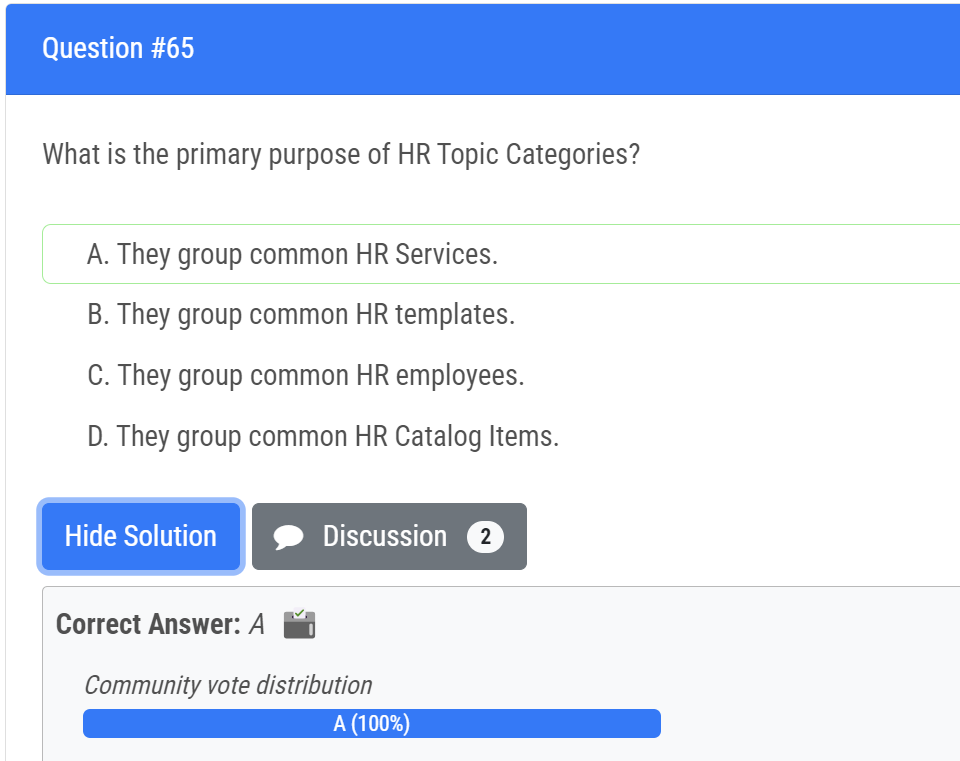 Question #65
What is the primary purpose of HR Topic Categories?
A. They group common HR Services.
B. They group common HR templates.
C. They group common HR employees.
D. They group common HR Catalog Items.
Hide Solution Discussion 2
Correct Answer: A
Community vote distribution
A (100%)